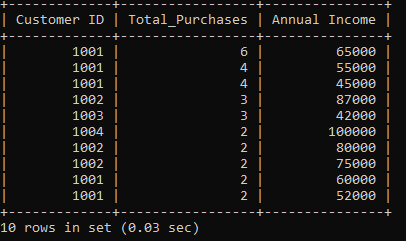 | Customer ID | Total_Purchases | Annual Income |
| 1001 | 6 | 65000 |
| 1001 | 4 | 55000 |
| 1001 | 4 | 45000 |
| 1002 | 3 | 87000 |
| 1003 | 3 | 42000 |
| 1004 | 2 | 100000 |
| 1002 | 2 | 80000 |
| 1002 | 2 | 75000 |
| 1001 | 2 | 60000 |
| 1001 | 2 | 52000 |
10 rows in set (0.03 sec)